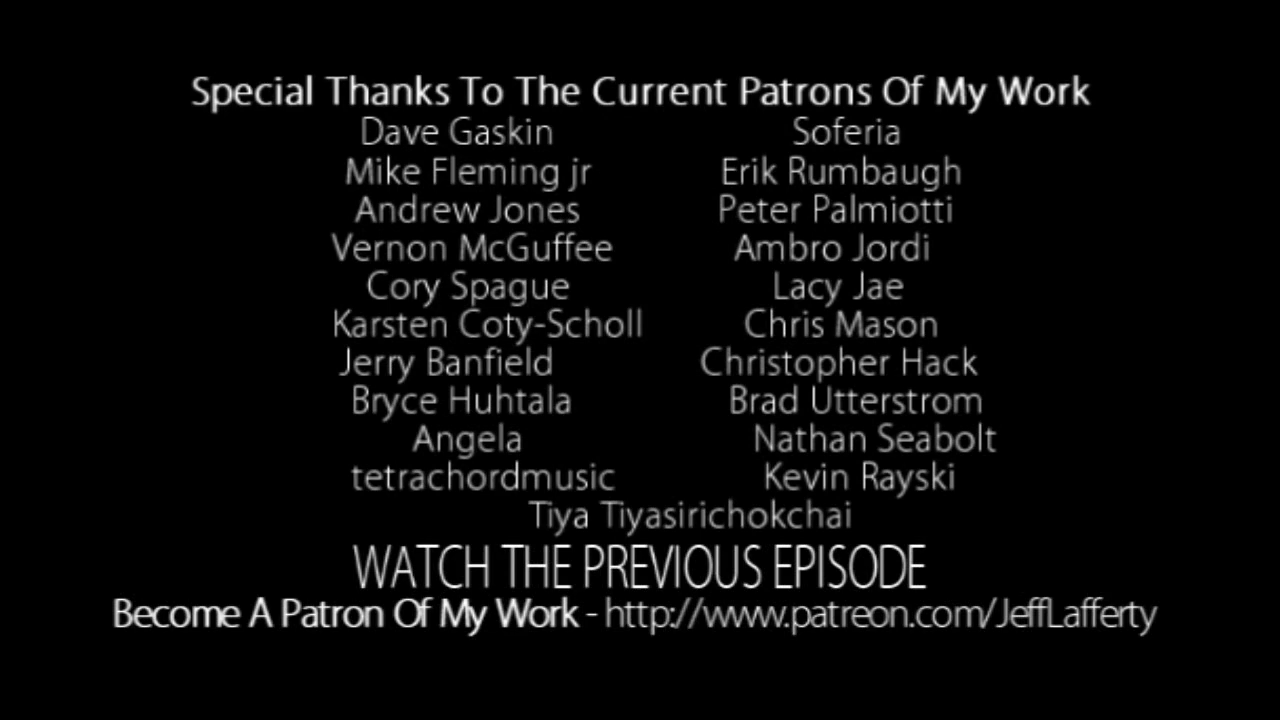 Special Thanks To The Current Patrons Of My Work
Dave Gaskin Soferia
Mike Fleming jr Erik Rumbaugh
Andrew Jones Peter Palmiotti
Vernon McGuffee Ambro Jordi
Cory Spague Lacy Jae
Karsten Coty-Scholl Chris Mason
Jerry Banfield Christopher Hack
Bryce Huhtala Brad Utterstrom
Angela Nathan Seabolt
tetrachordmusic Kevin Rayski
Tiya Tiyasirichokchai
WATCH THE PREVIOUS EPISODE
Become A Patron Of My Work - http://www.patreon.com/JeffLafferty